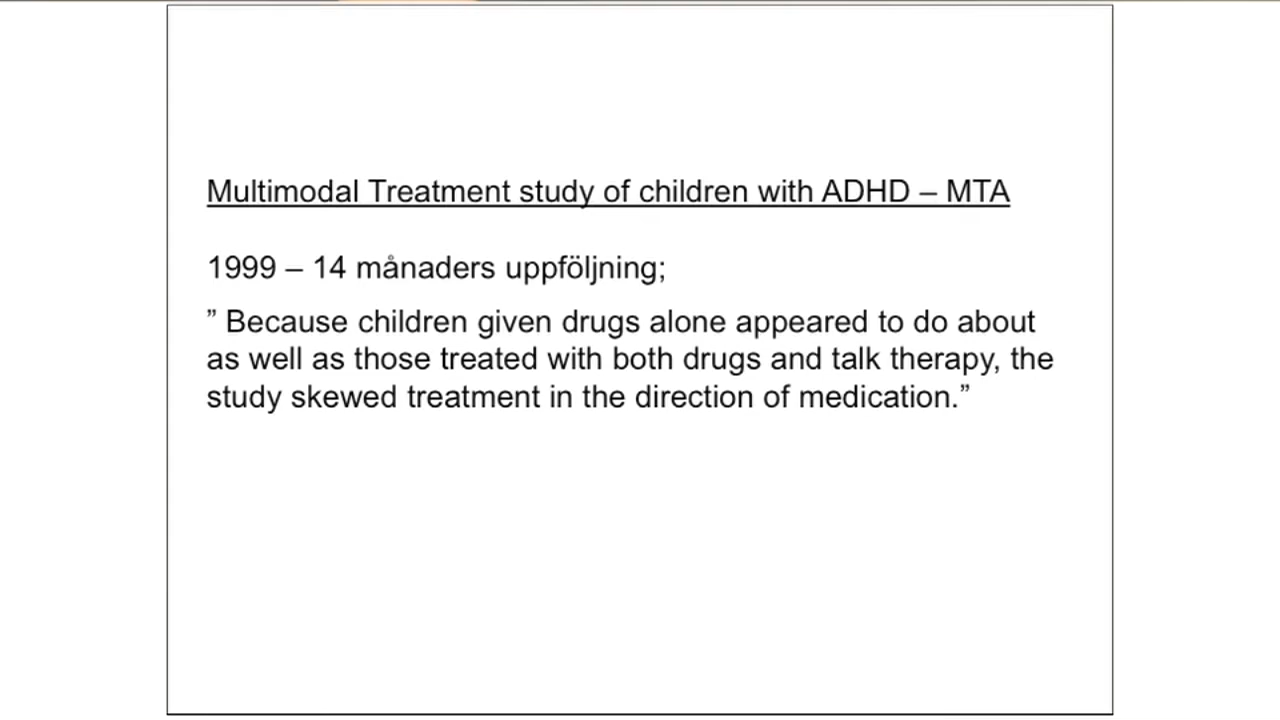 Multimodal Treatment study of children with ADHD – MTA
1999 – 14 månaders uppföljning;
” Because children given drugs alone appeared to do about
as well as those treated with both drugs and talk therapy, the
study skewed treatment in the direction of medication.”